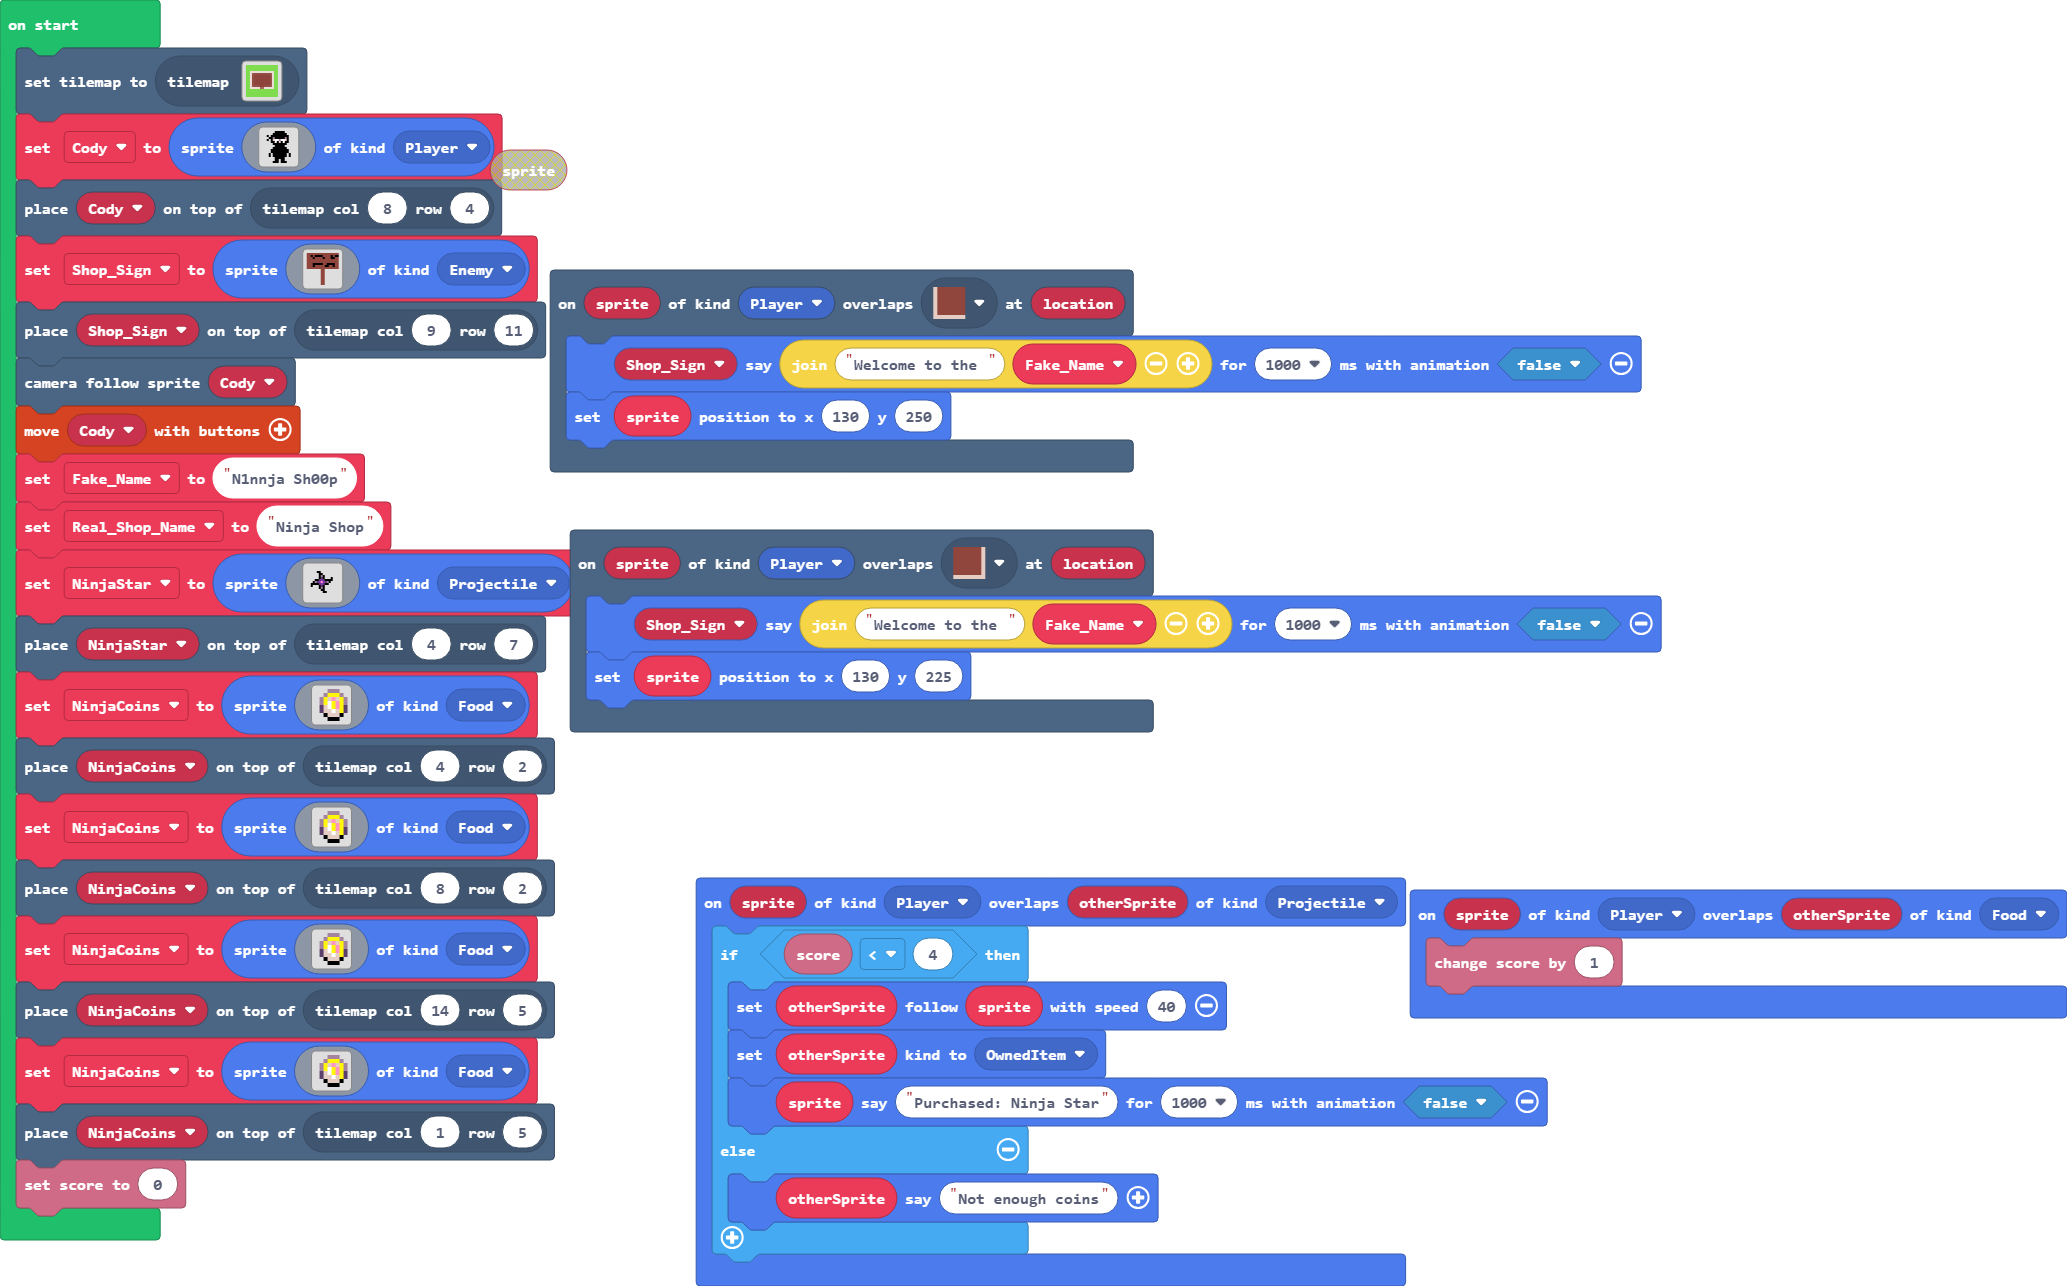 on start
set tilemap to tilemap
set Cody to sprite of kind Player
sprite
place Cody on top of tilemap col 8 row 4
set Shop_Sign to sprite of kind Enemy
place Shop_Sign on top of tilemap col 9 row 11
camera follow sprite Cody
move Cody with buttons
set Fake_Name to "N1nnja Sh00p"
set Real_Shop_Name to "Ninja Shop"
set NinjaStar to sprite of kind Projectile
place NinjaStar on top of tilemap col 4 row 7
set NinjaCoins to sprite of kind Food
place NinjaCoins on top of tilemap col 4 row 2
set NinjaCoins to sprite of kind Food
place NinjaCoins on top of tilemap col 8 row 2
set NinjaCoins to sprite of kind Food
place NinjaCoins on top of tilemap col 14 row 5
set NinjaCoins to sprite of kind Food
place NinjaCoins on top of tilemap col 1 row 5
set score to 0
on sprite of kind Player overlaps at location
Shop_Sign say join "Welcome to the " Fake_Name for 1000 ms with animation false
set sprite position to x 130 y 250
on sprite of kind Player overlaps at location
Shop_Sign say join "Welcome to the " Fake_Name for 1000 ms with animation false
set sprite position to x 130 y 225
on sprite of kind Player overlaps otherSprite of kind Projectile
if score < 4 then
set otherSprite follow sprite with speed 40
set otherSprite kind to OwnedItem
sprite say "Purchased: Ninja Star" for 1000 ms with animation false
else
otherSprite say "Not enough coins"
on sprite of kind Player overlaps otherSprite of kind Food
change score by 1